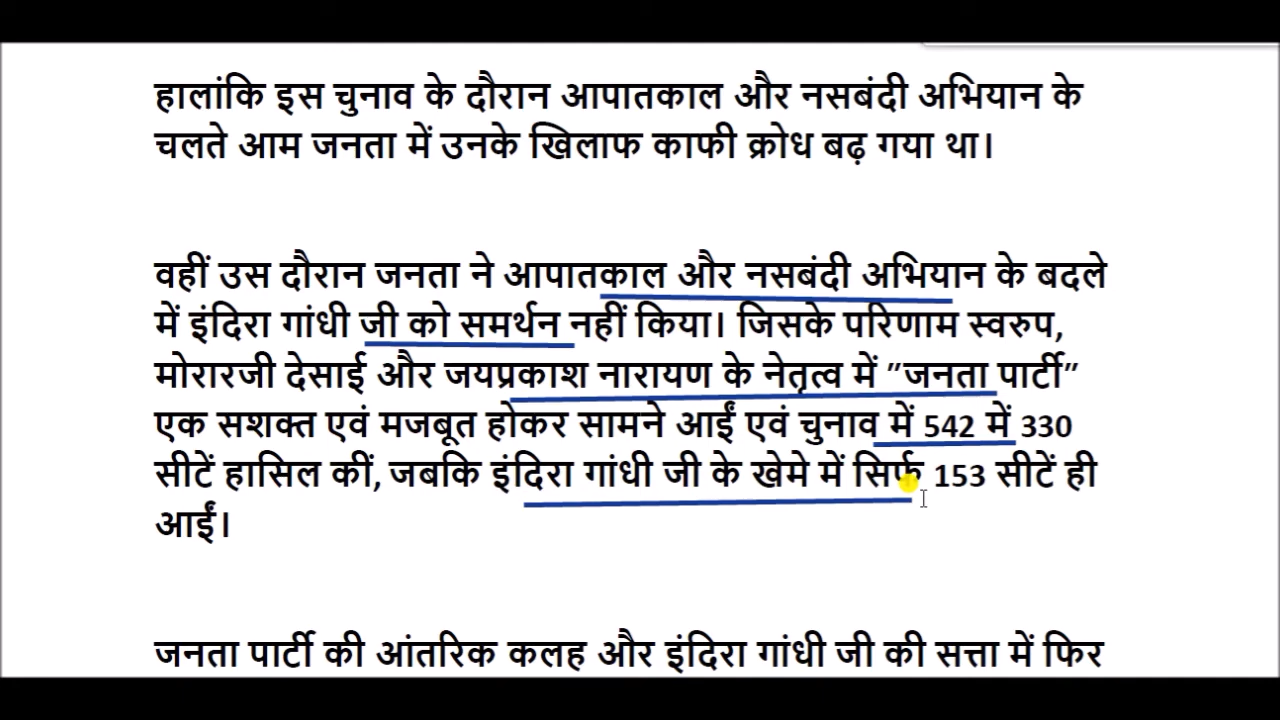 हालांकि इस चुनाव के दौरान आपातकाल और नसबंदी अभियान के
चलते आम जनता में उनके खिलाफ काफी क्रोध बढ़ गया था।
वहीं उस दौरान जनता ने आपातकाल और नसबंदी अभियान के बदले
में इंदिरा गांधी जी को समर्थन नहीं किया। जिसके परिणाम स्वरुप,
मोरारजी देसाई और जयप्रकाश नारायण के नेतृत्व में ”जनता पार्टी”
एक सशक्त एवं मजबूत होकर सामने आईं एवं चुनाव में 542 में 330
सीटें हासिल कीं, जबकि इंदिरा गांधी जी के खेमे में सिर्फ 153 सीटें ही
आईं।
जनता पार्टी की आंतरिक कलह और इंदिरा गांधी जी की सत्ता में फिर